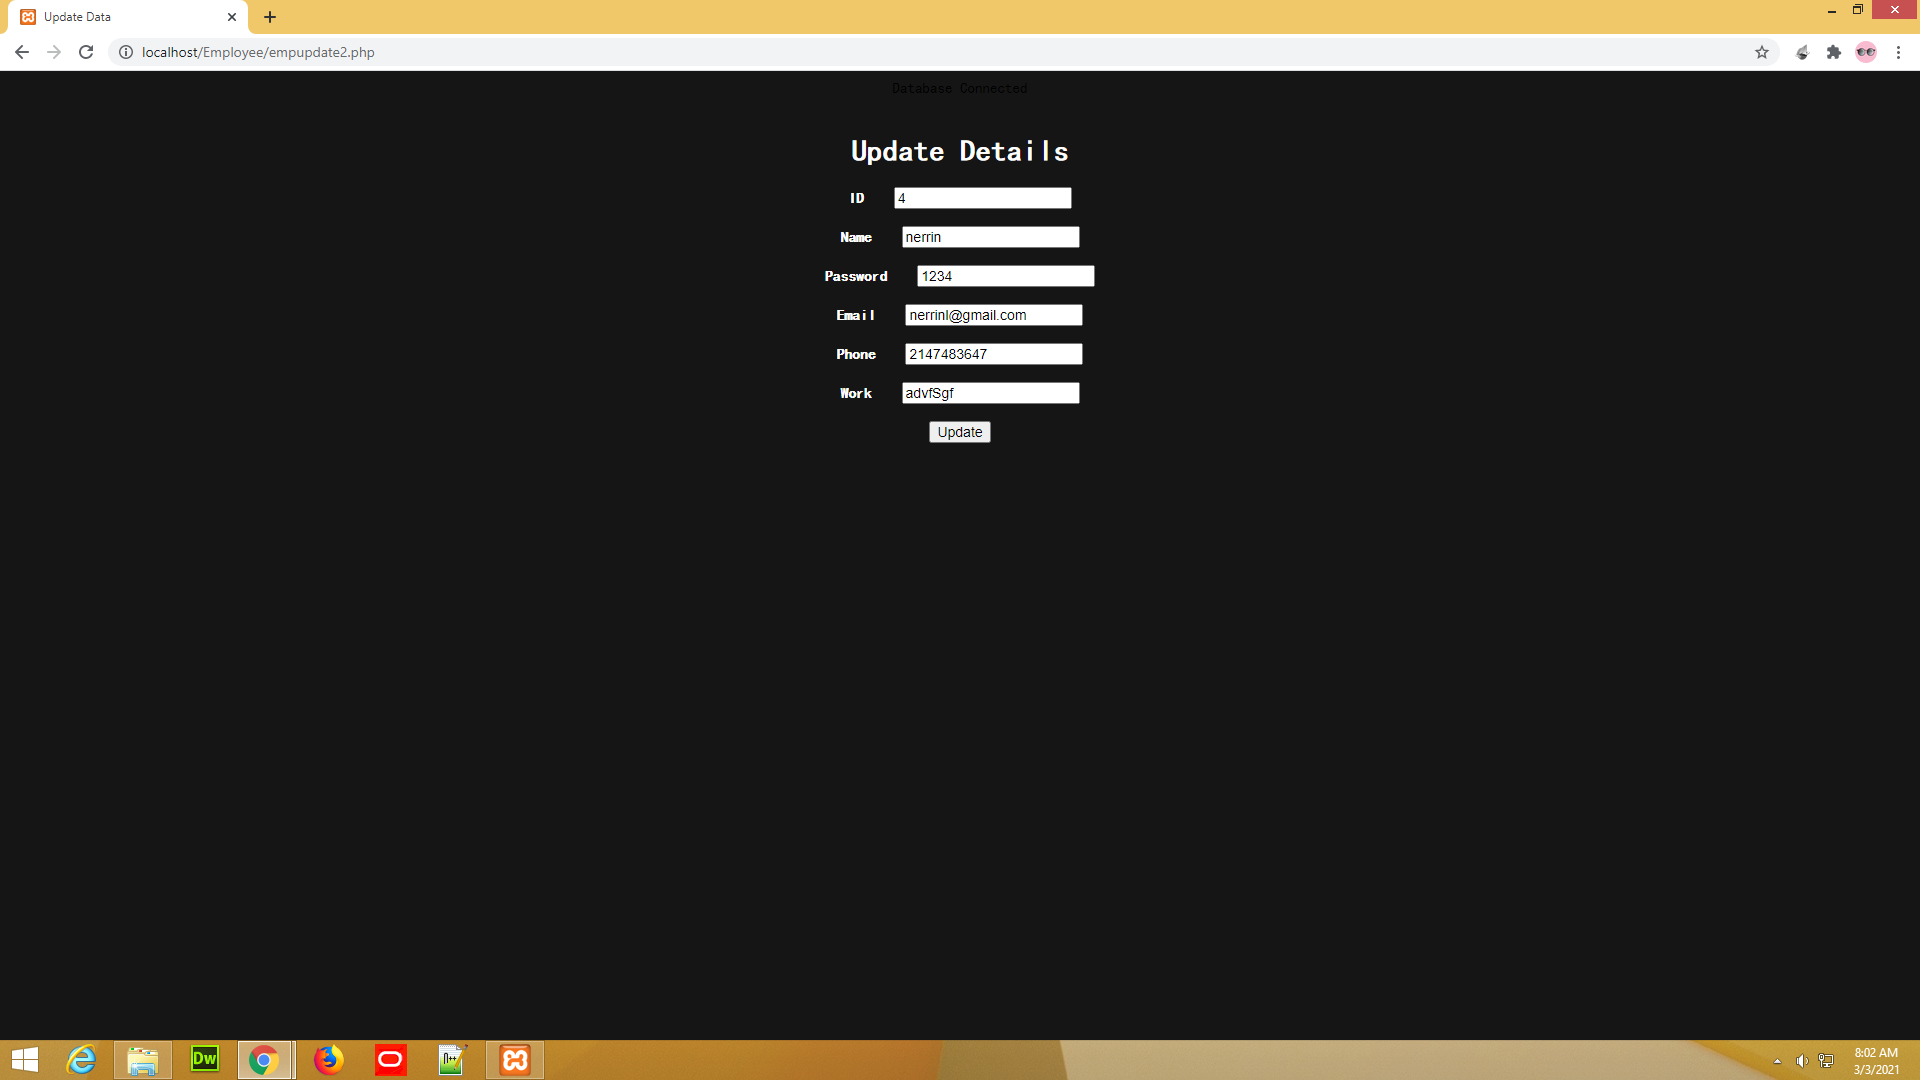 Update Data
localhost/Employee/empupdate2.php
Database Connected
Update Details
ID 4
Name nerrin
Password 1234
Email nerrinl@gmail.com
Phone 2147483647
Work advfSgf
Update
Dw
n++
8:02 AM
3/3/2021